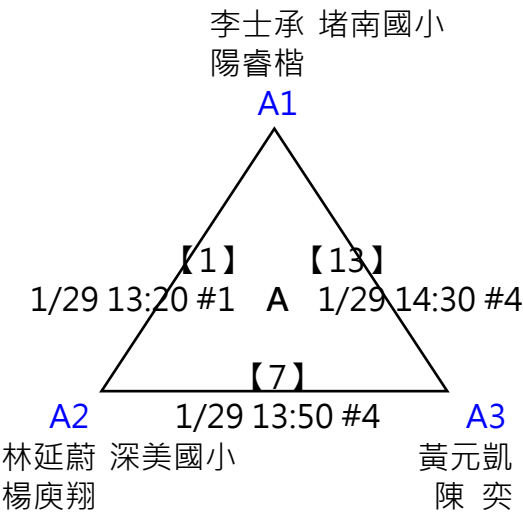 李士承 堵南國小
陽睿楷
A1
【1】 【13】
1/29 13:20 #1 A 1/29 14:30 #4
【7】
A2 1/29 13:50 #4 A3
林延蔚 深美國小 黃元凱
楊庾翔 陳 奕